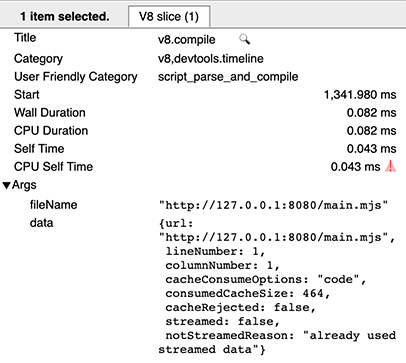 1 item selected. V8 slice (1)
Title v8.compile
Category v8,devtools.timeline
User Friendly Category script_parse_and_compile
Start 1,341.980 ms
Wall Duration 0.082 ms
CPU Duration 0.082 ms
Self Time 0.043 ms
CPU Self Time 0.043 ms
▼Args
fileName "http://127.0.0.1:8080/main.mjs"
data {url:
"http://127.0.0.1:8080/main.mjs",
lineNumber: 1,
columnNumber: 1,
cacheConsumeOptions: "code",
consumedCacheSize: 464,
cacheRejected: false,
streamed: false,
notStreamedReason: "already used
streamed data"}